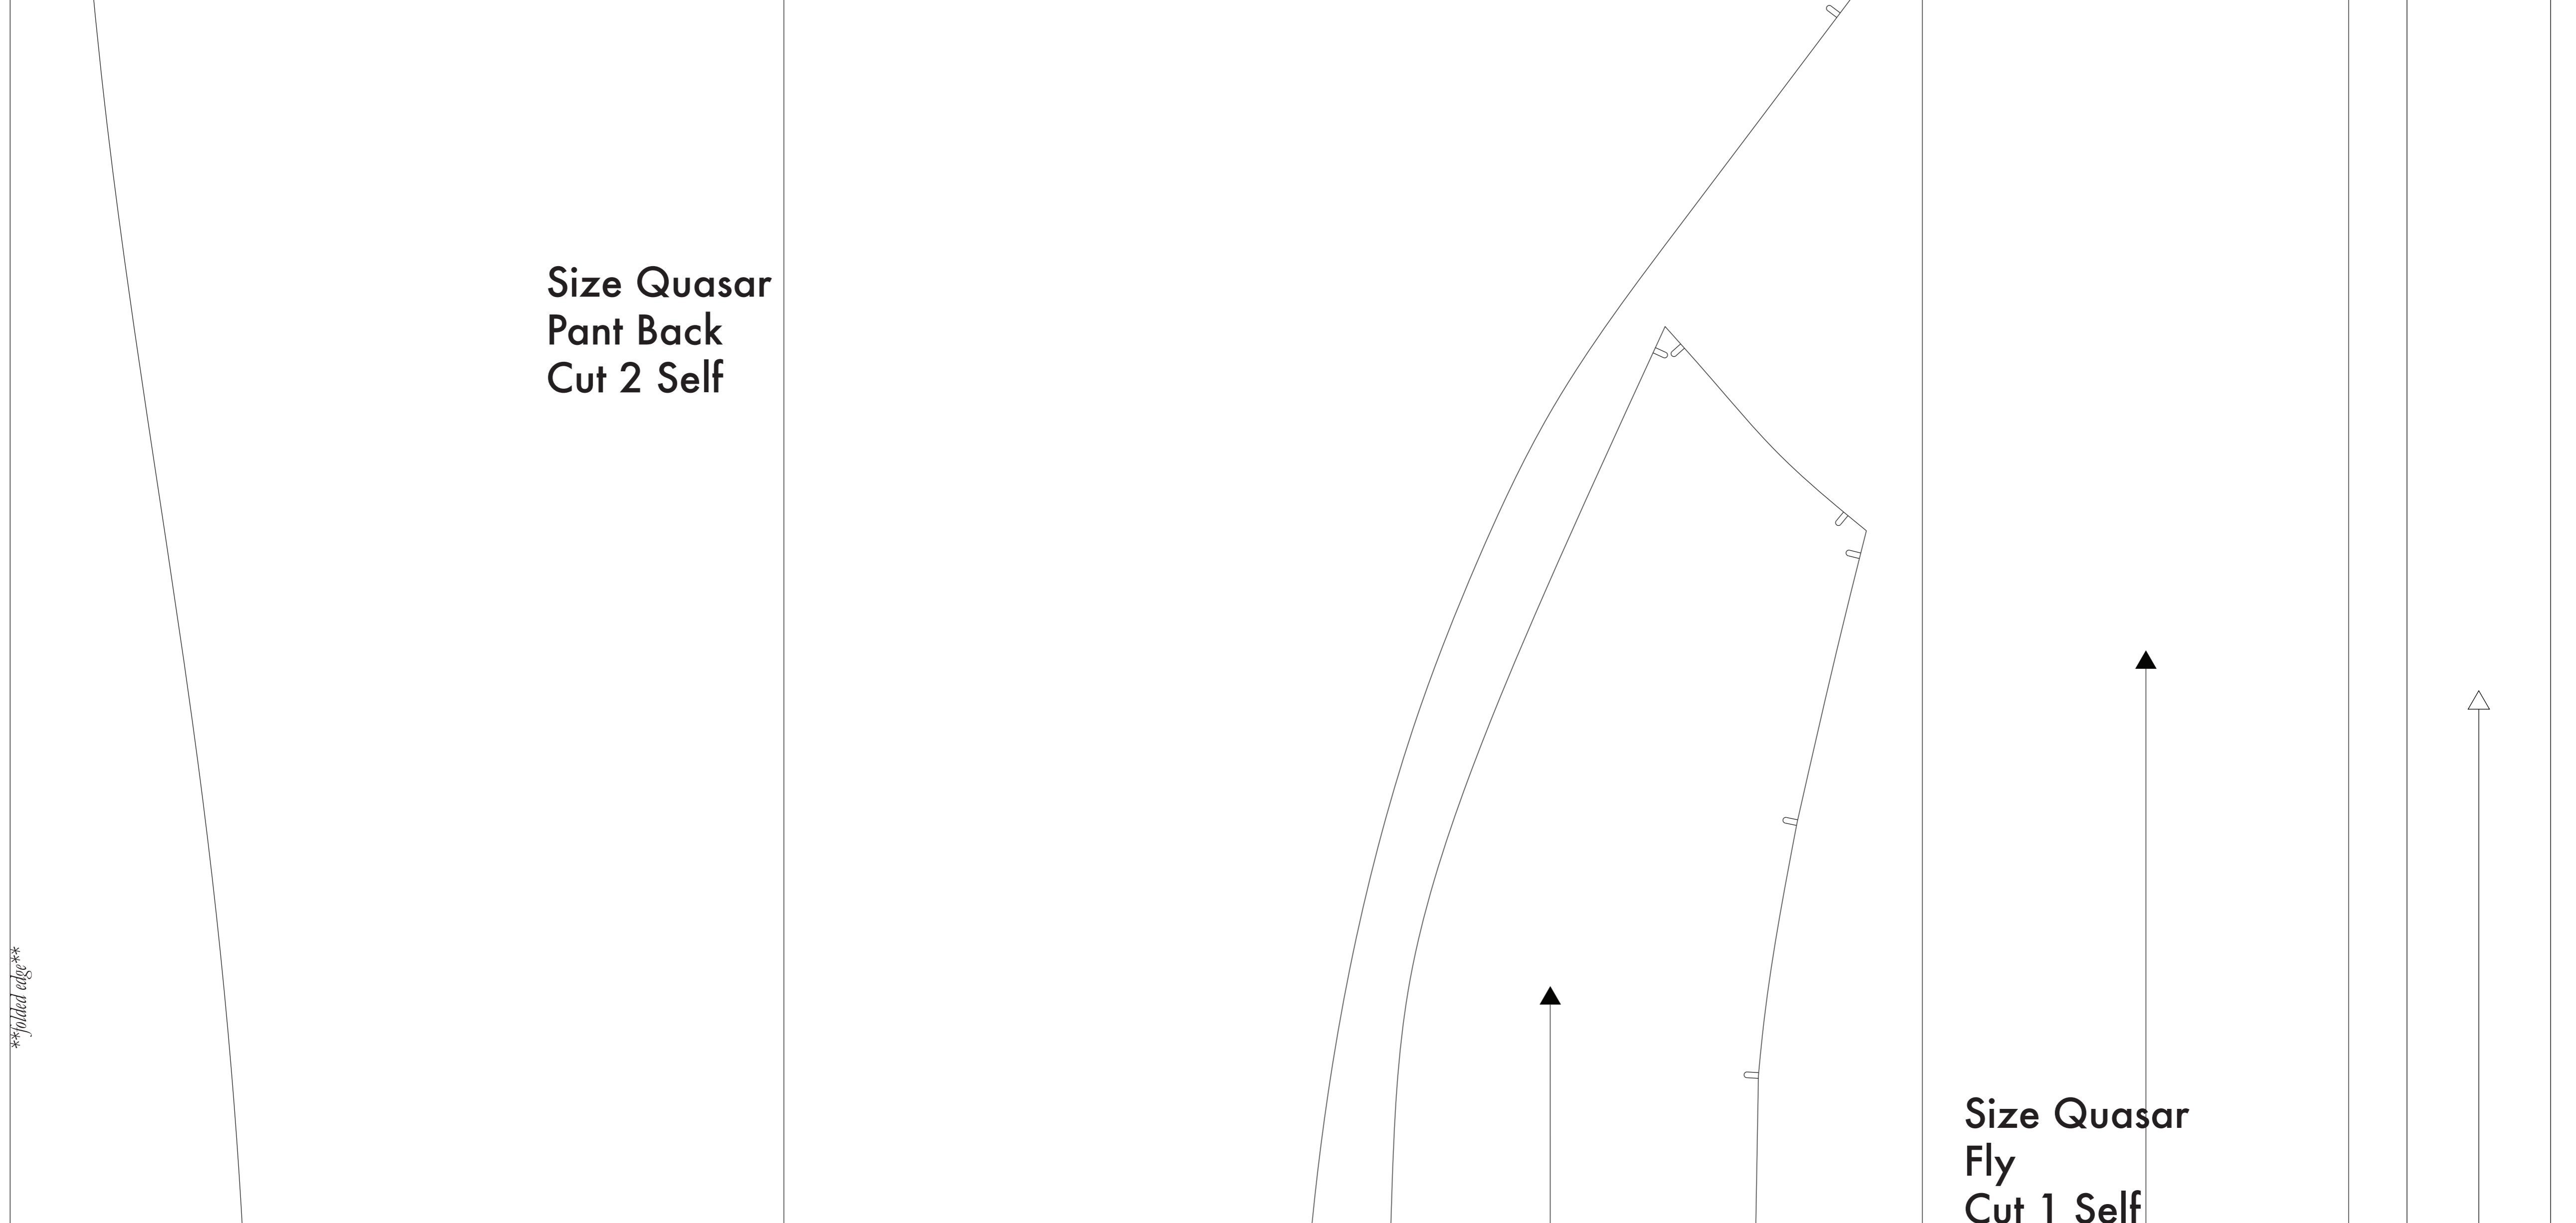 Size Quasar
Pant Back
Cut 2 Self
**folded edge**
Size Quasar
Fly
Cut 1 Self